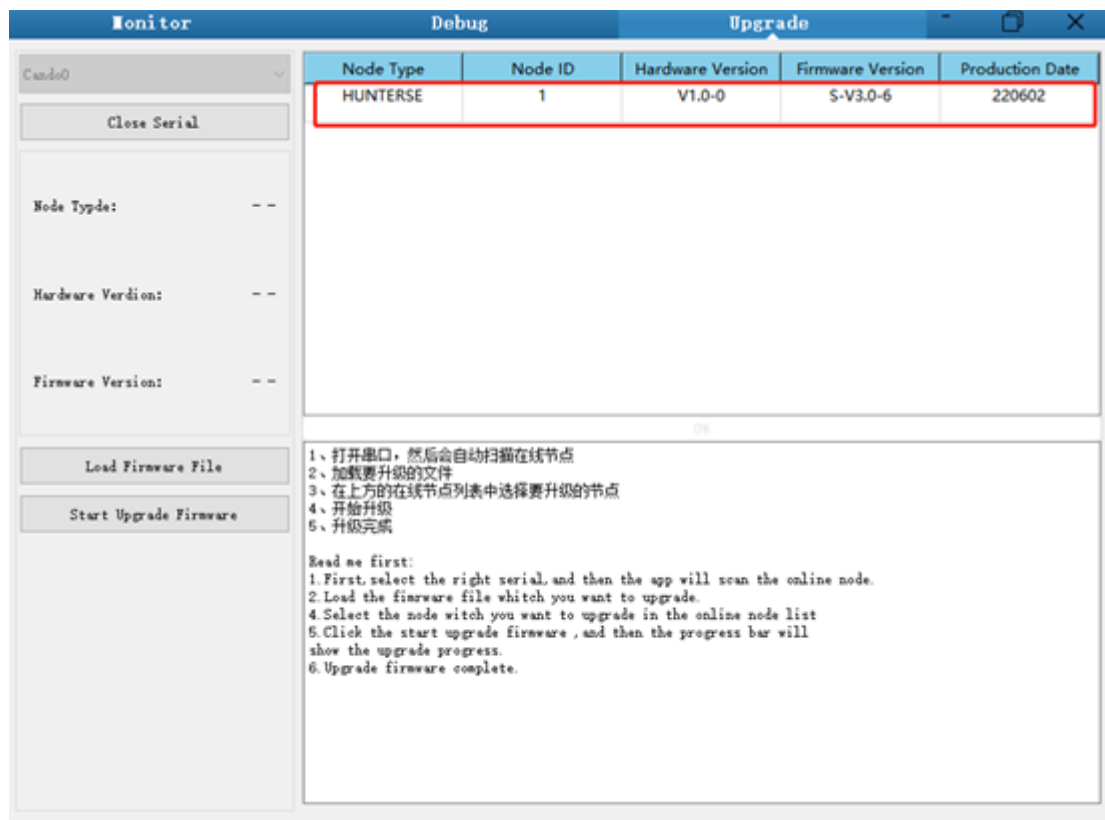 Monitor Debug Upgrade
Cando0
Close Serial
Node Typde: --
Hardware Verdion: --
Firmware Version: --
Load Firmware File
Start Upgrade Firmware
Node Type Node ID Hardware Version Firmware Version Production Date
HUNTERSE 1 V1.0-0 S-V3.0-6 220602
0%
1、打开串口，然后会自动扫描在线节点
2、加载要升级的文件
3、在上方的在线节点列表中选择要升级的节点
4、开始升级
5、升级完成
Read me first:
1.First,select the right serial,and then the app will scan the online node.
2.Load the fimrware file whitch you want to upgrade.
4.Select the node witch you want to upgrade in the online node list
5.Click the start upgrade firmware ,and then the progress bar will
show the upgrade progress.
6.Upgrade firmware complete.